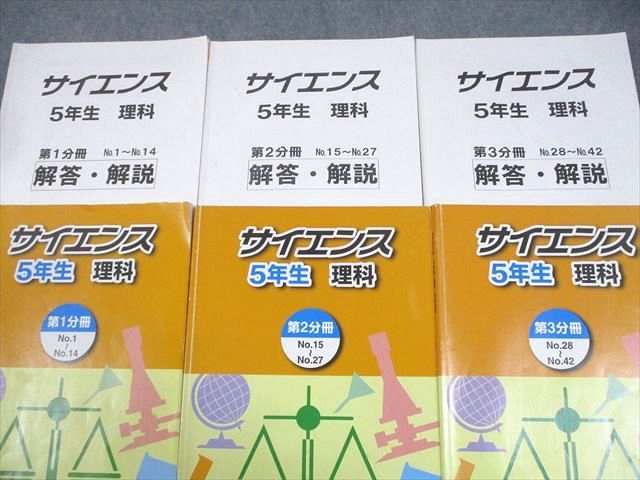 サイエンス
5年生 理科
第1分冊 No.1～No.14
解答・解説
サイエンス
5年生 理科
第2分冊 No.15～No.27
解答・解説
サイエンス
5年生 理科
第3分冊 No.28～No.42
解答・解説
サイエンス
5年生 理科
第1分冊
No.1
～
No.14
サイエンス
5年生 理科
第2分冊
No.15
～
No.27
サイエンス
5年生 理科
第3分冊
No.28
～
No.42